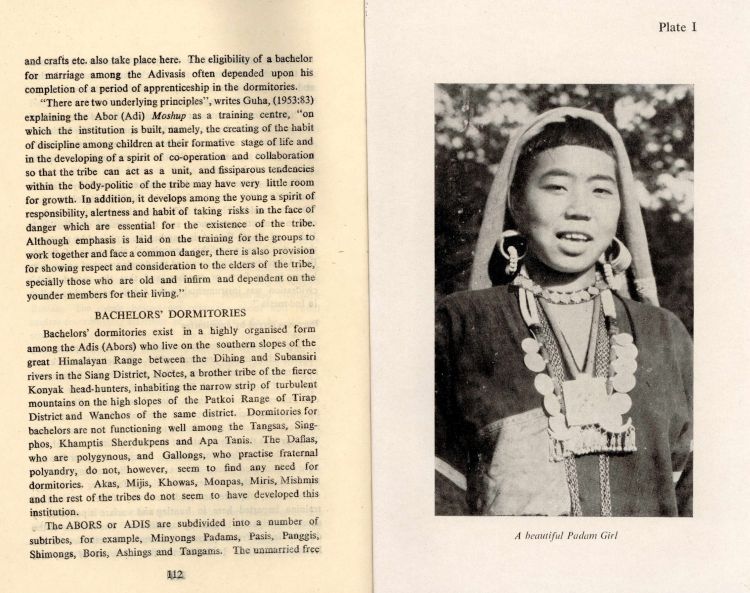 and crafts etc. also take place here. The eligibility of a bachelor
for marriage among the Adivasis often depended upon his
completion of a period of apprenticeship in the dormitories.
"There are two underlying principles", writes Guha, (1953:83)
explaining the Abor (Adi) Moshup as a training centre, "on
which the institution is built, namely, the creating of the habit
of discipline among children at their formative stage of life and
in the developing of a spirit of co-operation and collaboration
so that the tribe can act as a unit, and fissiparous tendencies
within the body-politic of the tribe may have very little room
for growth. In addition, it develops among the young a spirit of
responsibility, alertness and habit of taking risks in the face of
danger which are essential for the existence of the tribe.
Although emphasis is laid on the training for the groups to
work together and face a common danger, there is also provision
for showing respect and consideration to the elders of the tribe,
specially those who are old and infirm and dependent on the
younder members for their living."
BACHELORS' DORMITORIES
Bachelors' dormitories exist in a highly organised form
among the Adis (Abors) who live on the southern slopes of the
great Himalayan Range between the Dihing and Subansiri
rivers in the Siang District, Noctes, a brother tribe of the fierce
Konyak head-hunters, inhabiting the narrow strip of turbulent
mountains on the high slopes of the Patkoi Range of Tirap
District and Wanchos of the same district. Dormitories for
bachelors are not functioning well among the Tangsas, Sing-
phos, Khamptis Sherdukpens and Apa Tanis. The Daflas,
who are polygynous, and Gallongs, who practise fraternal
polyandry, do not, however, seem to find any need for
dormitories. Akas, Mijis, Khowas, Monpas, Miris, Mishmis
and the rest of the tribes do not seem to have developed this
institution.
The ABORS or ADIS are subdivided into a number of
subtribes, for example, Minyongs Padams, Pasis, Panggis,
Shimongs, Boris, Ashings and Tangams. The unmarried free
112
Plate I
A beautiful Padam Girl